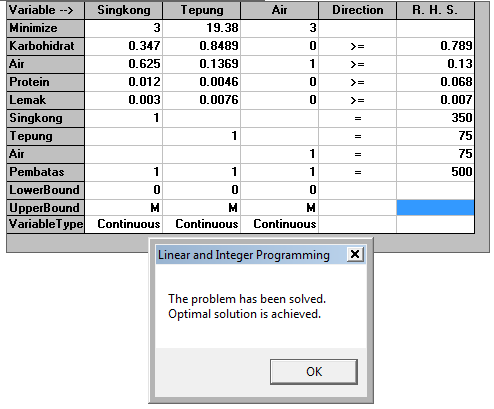 Variable --> Singkong Tepung Air Direction R. H. S.
Minimize 3 19.38 3
Karbohidrat 0.347 0.8489 0 >= 0.789
Air 0.625 0.1369 1 >= 0.13
Protein 0.012 0.0046 0 >= 0.068
Lemak 0.003 0.0076 0 >= 0.007
Singkong 1 = 350
Tepung 1 = 75
Air 1 = 75
Pembatas 1 1 1 = 500
LowerBound 0 0 0
UpperBound M M M
VariableType Continuous Continuous Continuous
Linear and Integer Programming
The problem has been solved.
Optimal solution is achieved.
OK